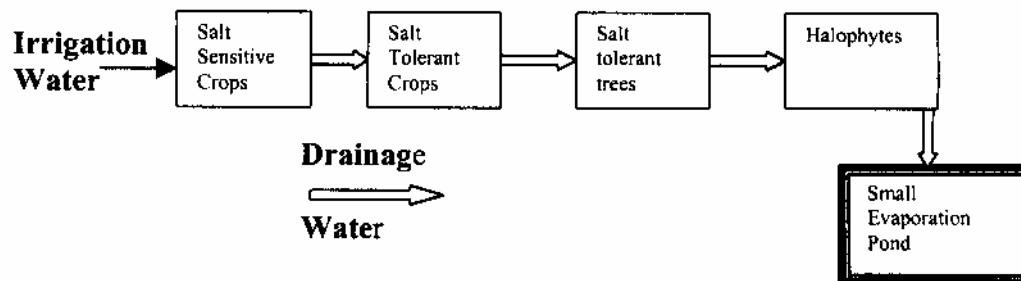 Irrigation
Water
Salt
Sensitive
Crops
Salt
Tolerant
Crops
Salt
tolerant
trees
Halophytes
Drainage
Water
Small
Evaporation
Pond